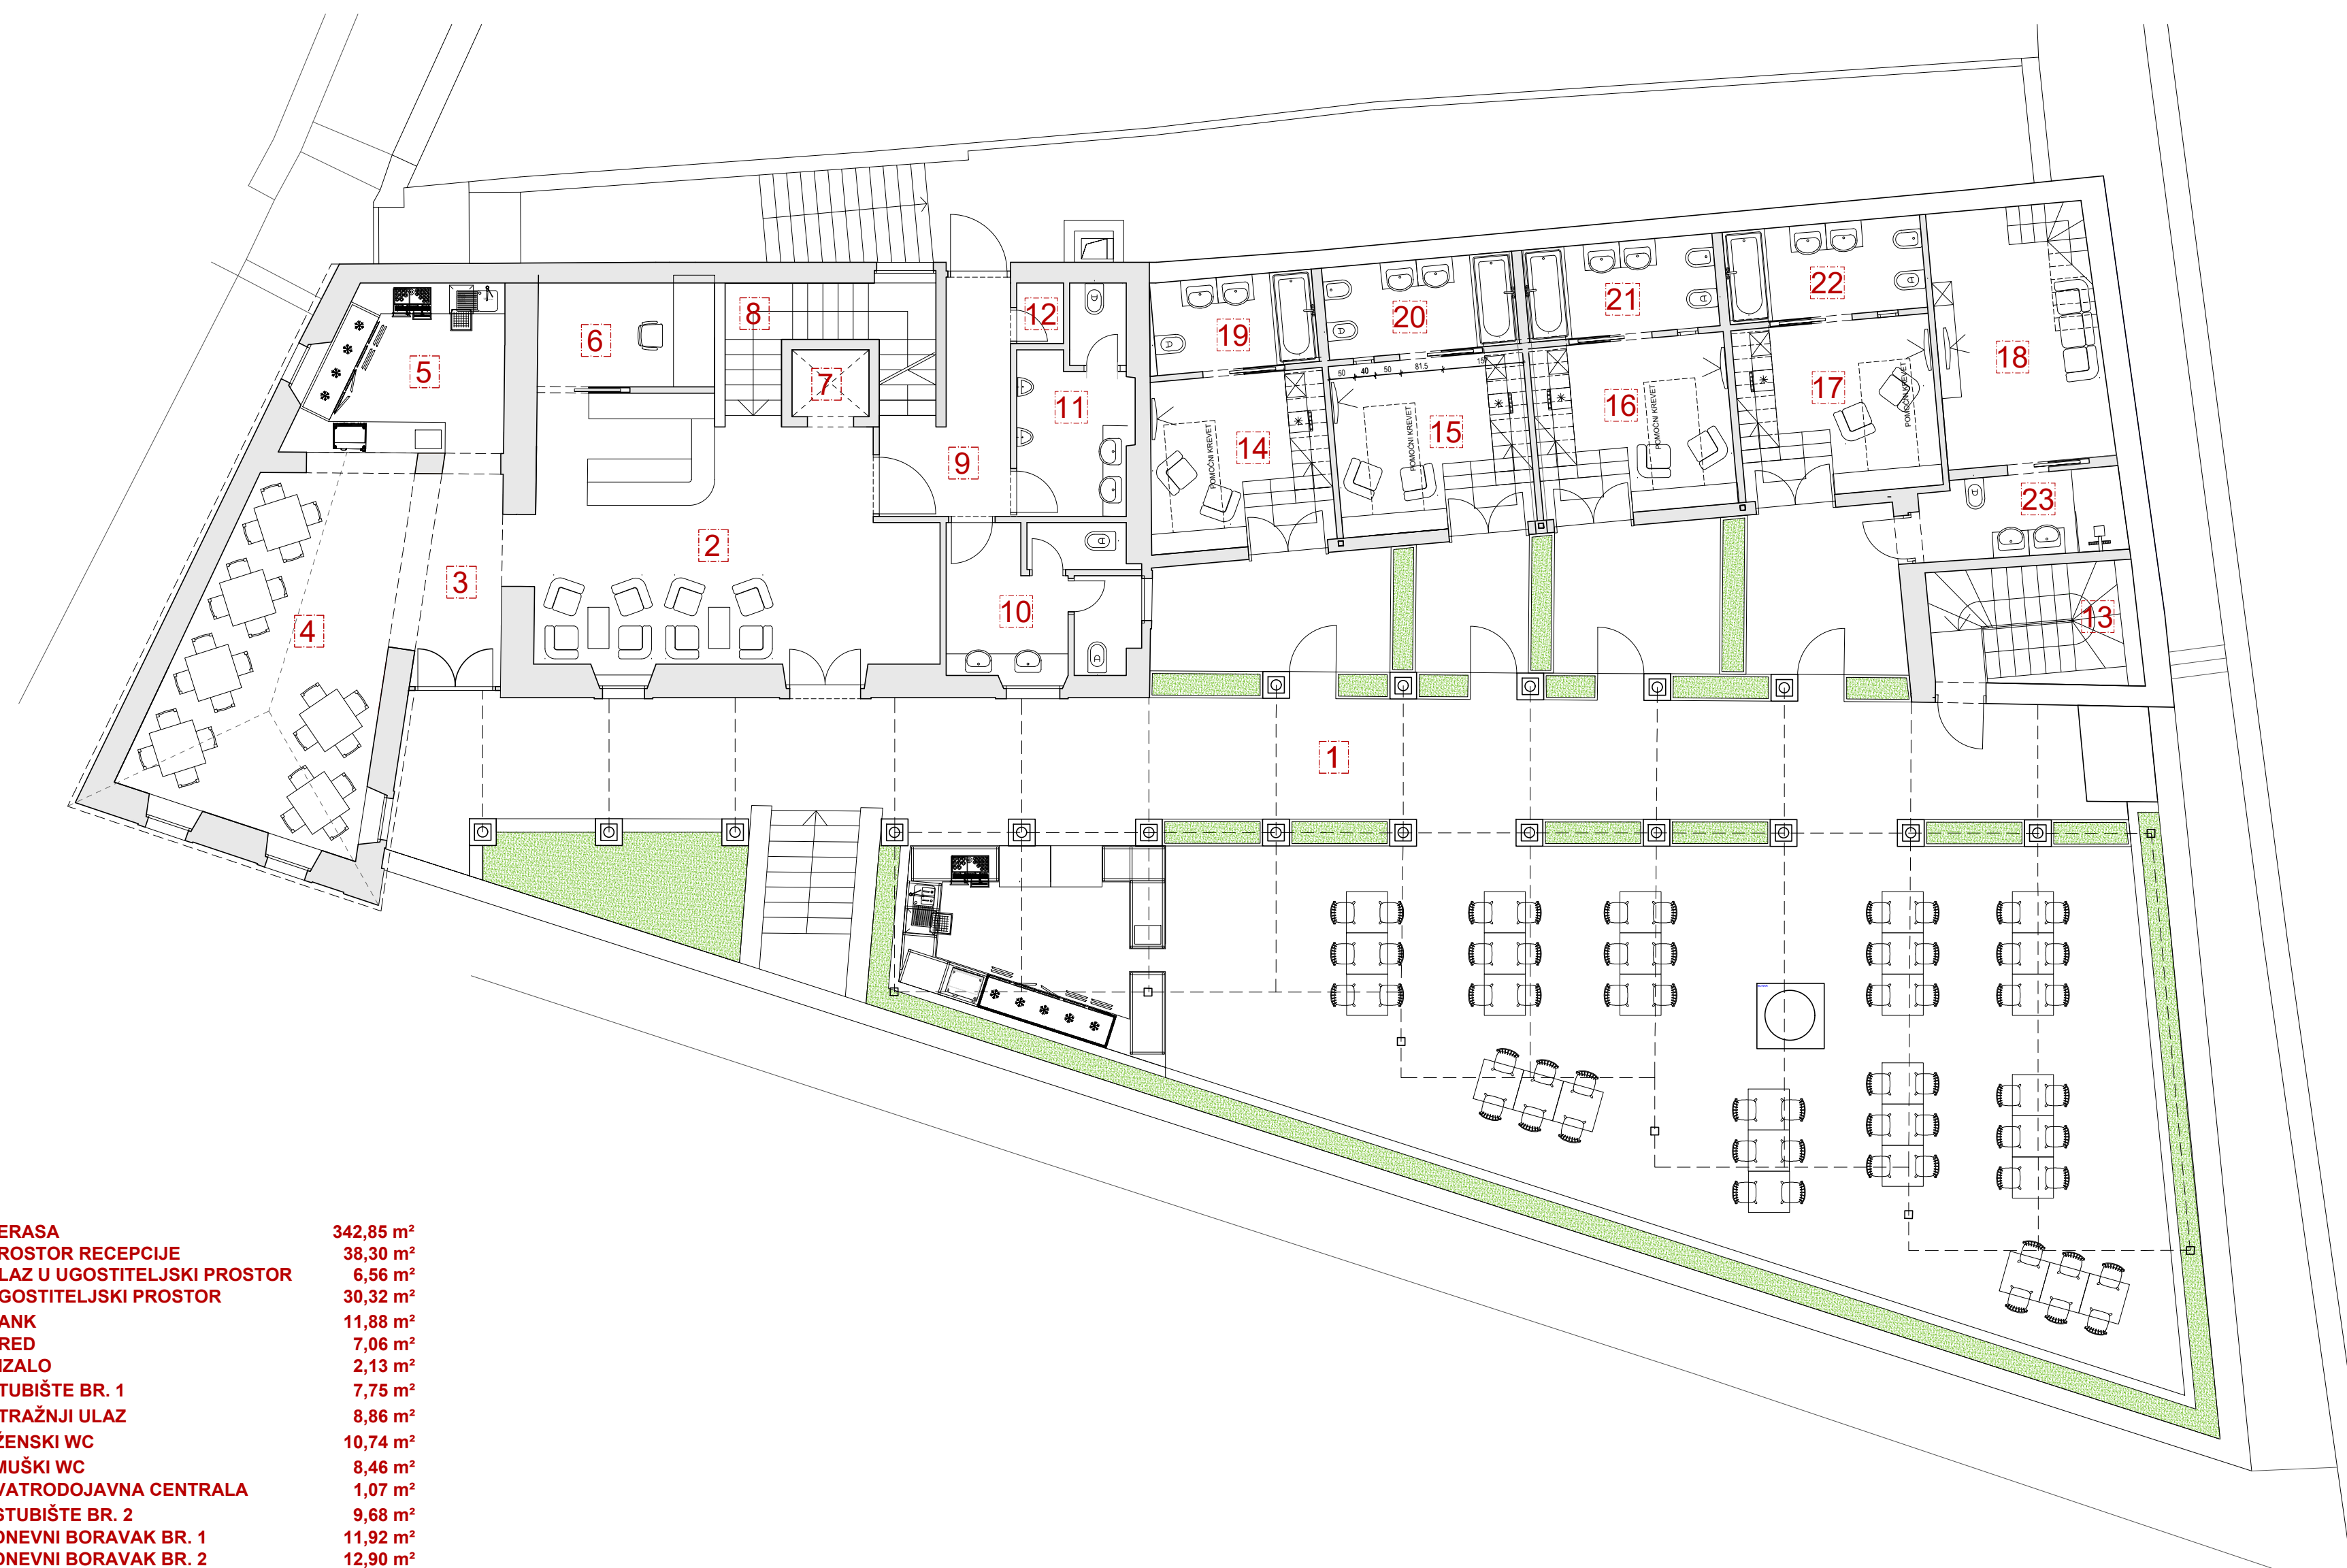 12
8
22
21
19
20
6
7
18
5
17
50 40 50 81.5 15
16
11
15
14
9
POMOĆNI KREVET
POMOĆNI KREVET
POMOĆNI KREVET
POMOĆNI KREVET
23
2
3
10
13
4
1
ERASA 342,85 m²
ROSTOR RECEPCIJE 38,30 m²
LAZ U UGOSTITELJSKI PROSTOR 6,56 m²
GOSTITELJSKI PROSTOR 30,32 m²
ANK 11,88 m²
RED 7,06 m²
IZALO 2,13 m²
TUBIŠTE BR. 1 7,75 m²
TRAŽNJI ULAZ 8,86 m²
ŽENSKI WC 10,74 m²
MUŠKI WC 8,46 m²
VATRODOJAVNA CENTRALA 1,07 m²
STUBIŠTE BR. 2 9,68 m²
DNEVNI BORAVAK BR. 1 11,92 m²
DNEVNI BORAVAK BR. 2 12,90 m²